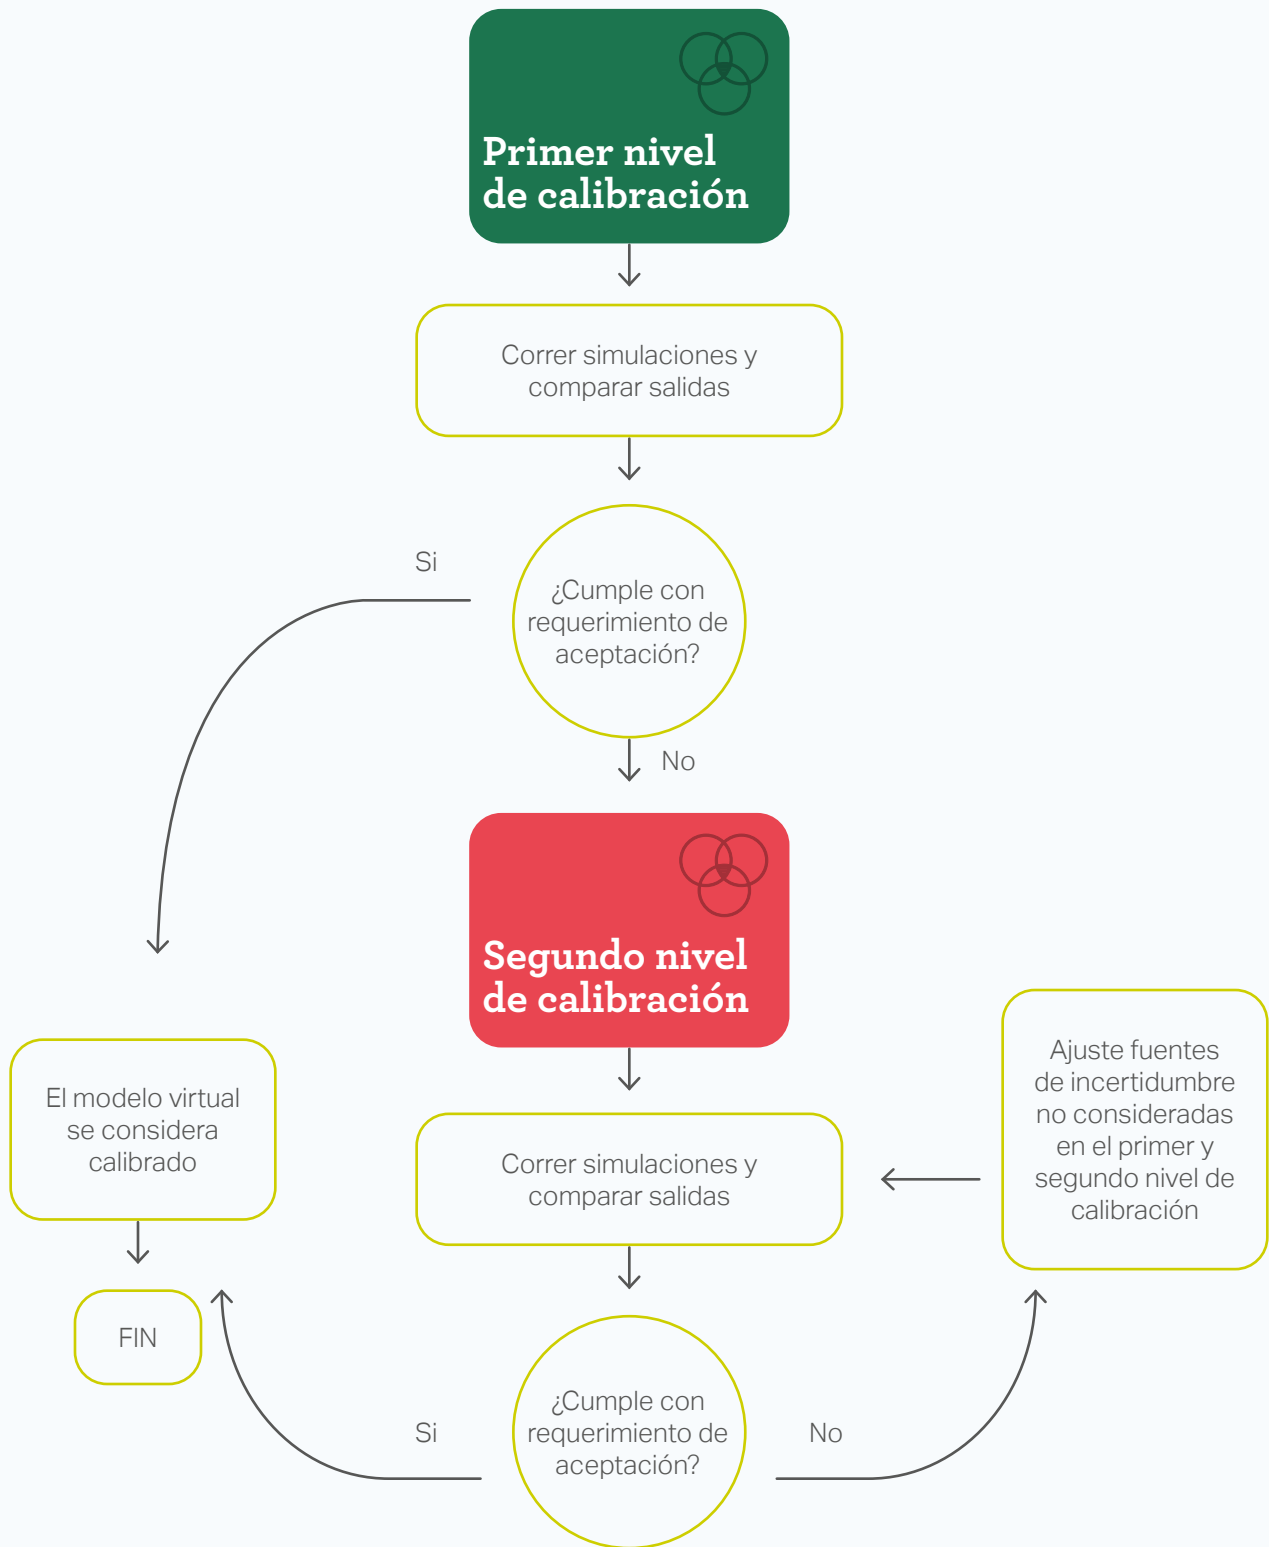 Primer nivel
de calibración
Correr simulaciones y
comparar salidas
Si
¿Cumple con
requerimiento de
aceptación?
No
Segundo nivel
de calibración
El modelo virtual
se considera
calibrado
Correr simulaciones y
comparar salidas
Ajuste fuentes
de incertidumbre
no consideradas
en el primer y
segundo nivel de
calibración
FIN
Si
¿Cumple con
requerimiento de
aceptación?
No